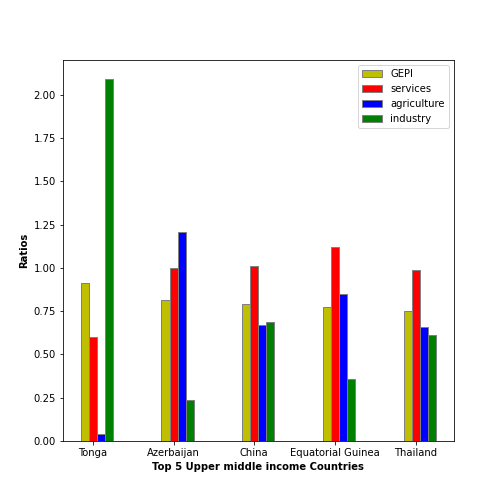 GEPI
services
agriculture
industry
2.00
1.75
1.50
1.25
1.00
0.75
0.50
0.25
0.00
Ratios
Tonga Azerbaijan China Equatorial Guinea Thailand
Top 5 Upper middle income Countries